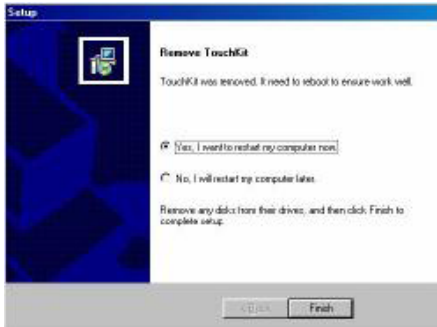 Setup
Remove TouchKit
TouchKit was removed. It need to reboot to ensure work well.
Yes, I want to restart my computer now.
No, I will restart my computer later.
Remove any disks from their drives, and then click Finish to
complete setup.
< Back
Finish